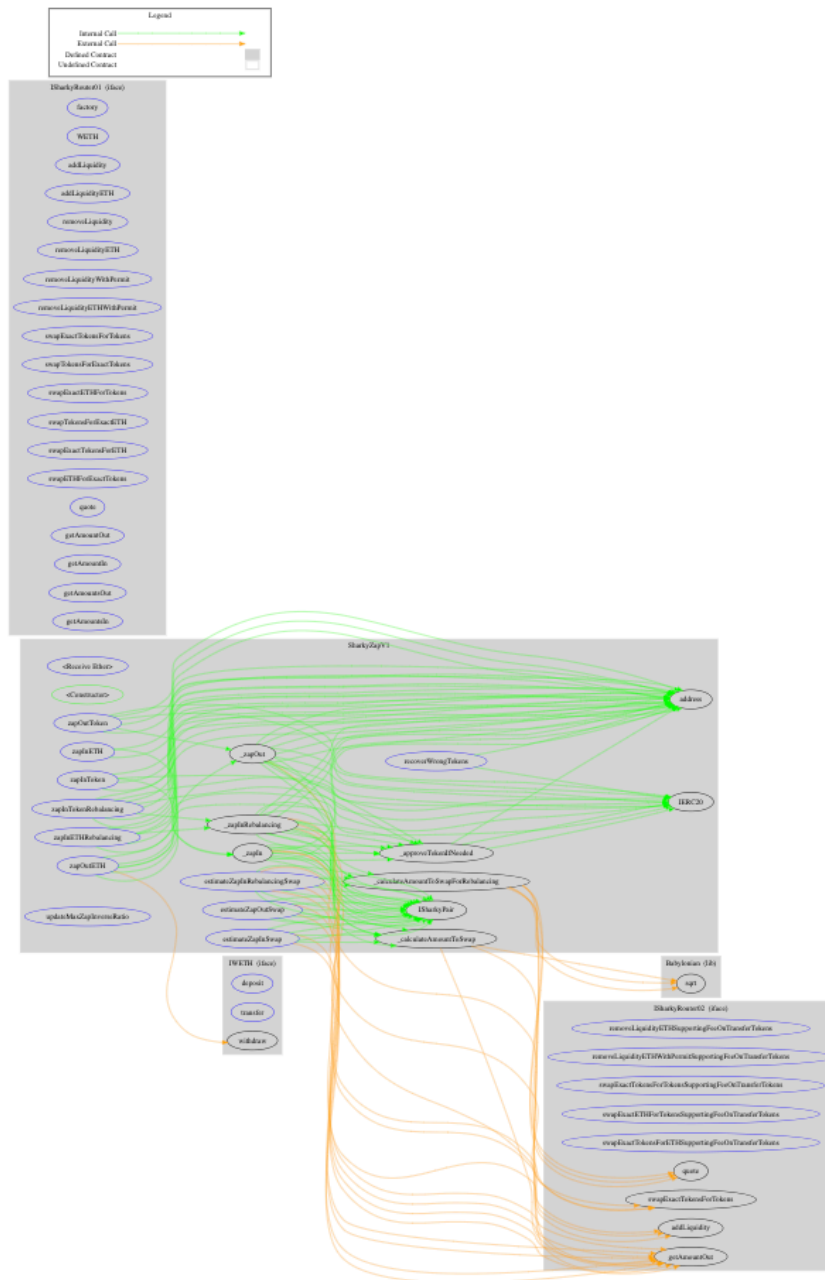 Legend
Internal Call
External Call
Defined Contract
Undefined Contract
ISharkyRouter01 (iface)
factory
WETH
addLiquidity
addLiquidityETH
removeLiquidity
removeLiquidityETH
removeLiquidityWithPermit
removeLiquidityETHWithPermit
swapExactTokensForTokens
swapTokensForExactTokens
swapExactETHForTokens
swapTokensForExactETH
swapExactTokensForETH
swapETHForExactTokens
quote
getAmountOut
getAmountIn
getAmountsOut
getAmountsIn
SharkyZapV1
<Receive Ether>
<Constructor>
zapOutToken
zapInETH
zapInToken
zapInTokenRebalancing
zapInETHRebalancing
zapOutETH
updateMaxZapInverseRatio
_zapOut
_zapInRebalancing
_zapIn
estimateZapInRebalancingSwap
estimateZapOutSwap
estimateZapInSwap
recoverWrongTokens
_approveTokenIfNeeded
_calculateAmountToSwapForRebalancing
ISharkyPair
_calculateAmountToSwap
address
IERC20
IWETH (iface)
deposit
transfer
withdraw
Babylonian (lib)
sqrt
ISharkyRouter02 (iface)
removeLiquidityETHSupportingFeeOnTransferTokens
removeLiquidityETHWithPermitSupportingFeeOnTransferTokens
swapExactTokensForTokensSupportingFeeOnTransferTokens
swapExactETHForTokensSupportingFeeOnTransferTokens
swapExactTokensForETHSupportingFeeOnTransferTokens
quote
swapExactTokensForTokens
addLiquidity
getAmountOut